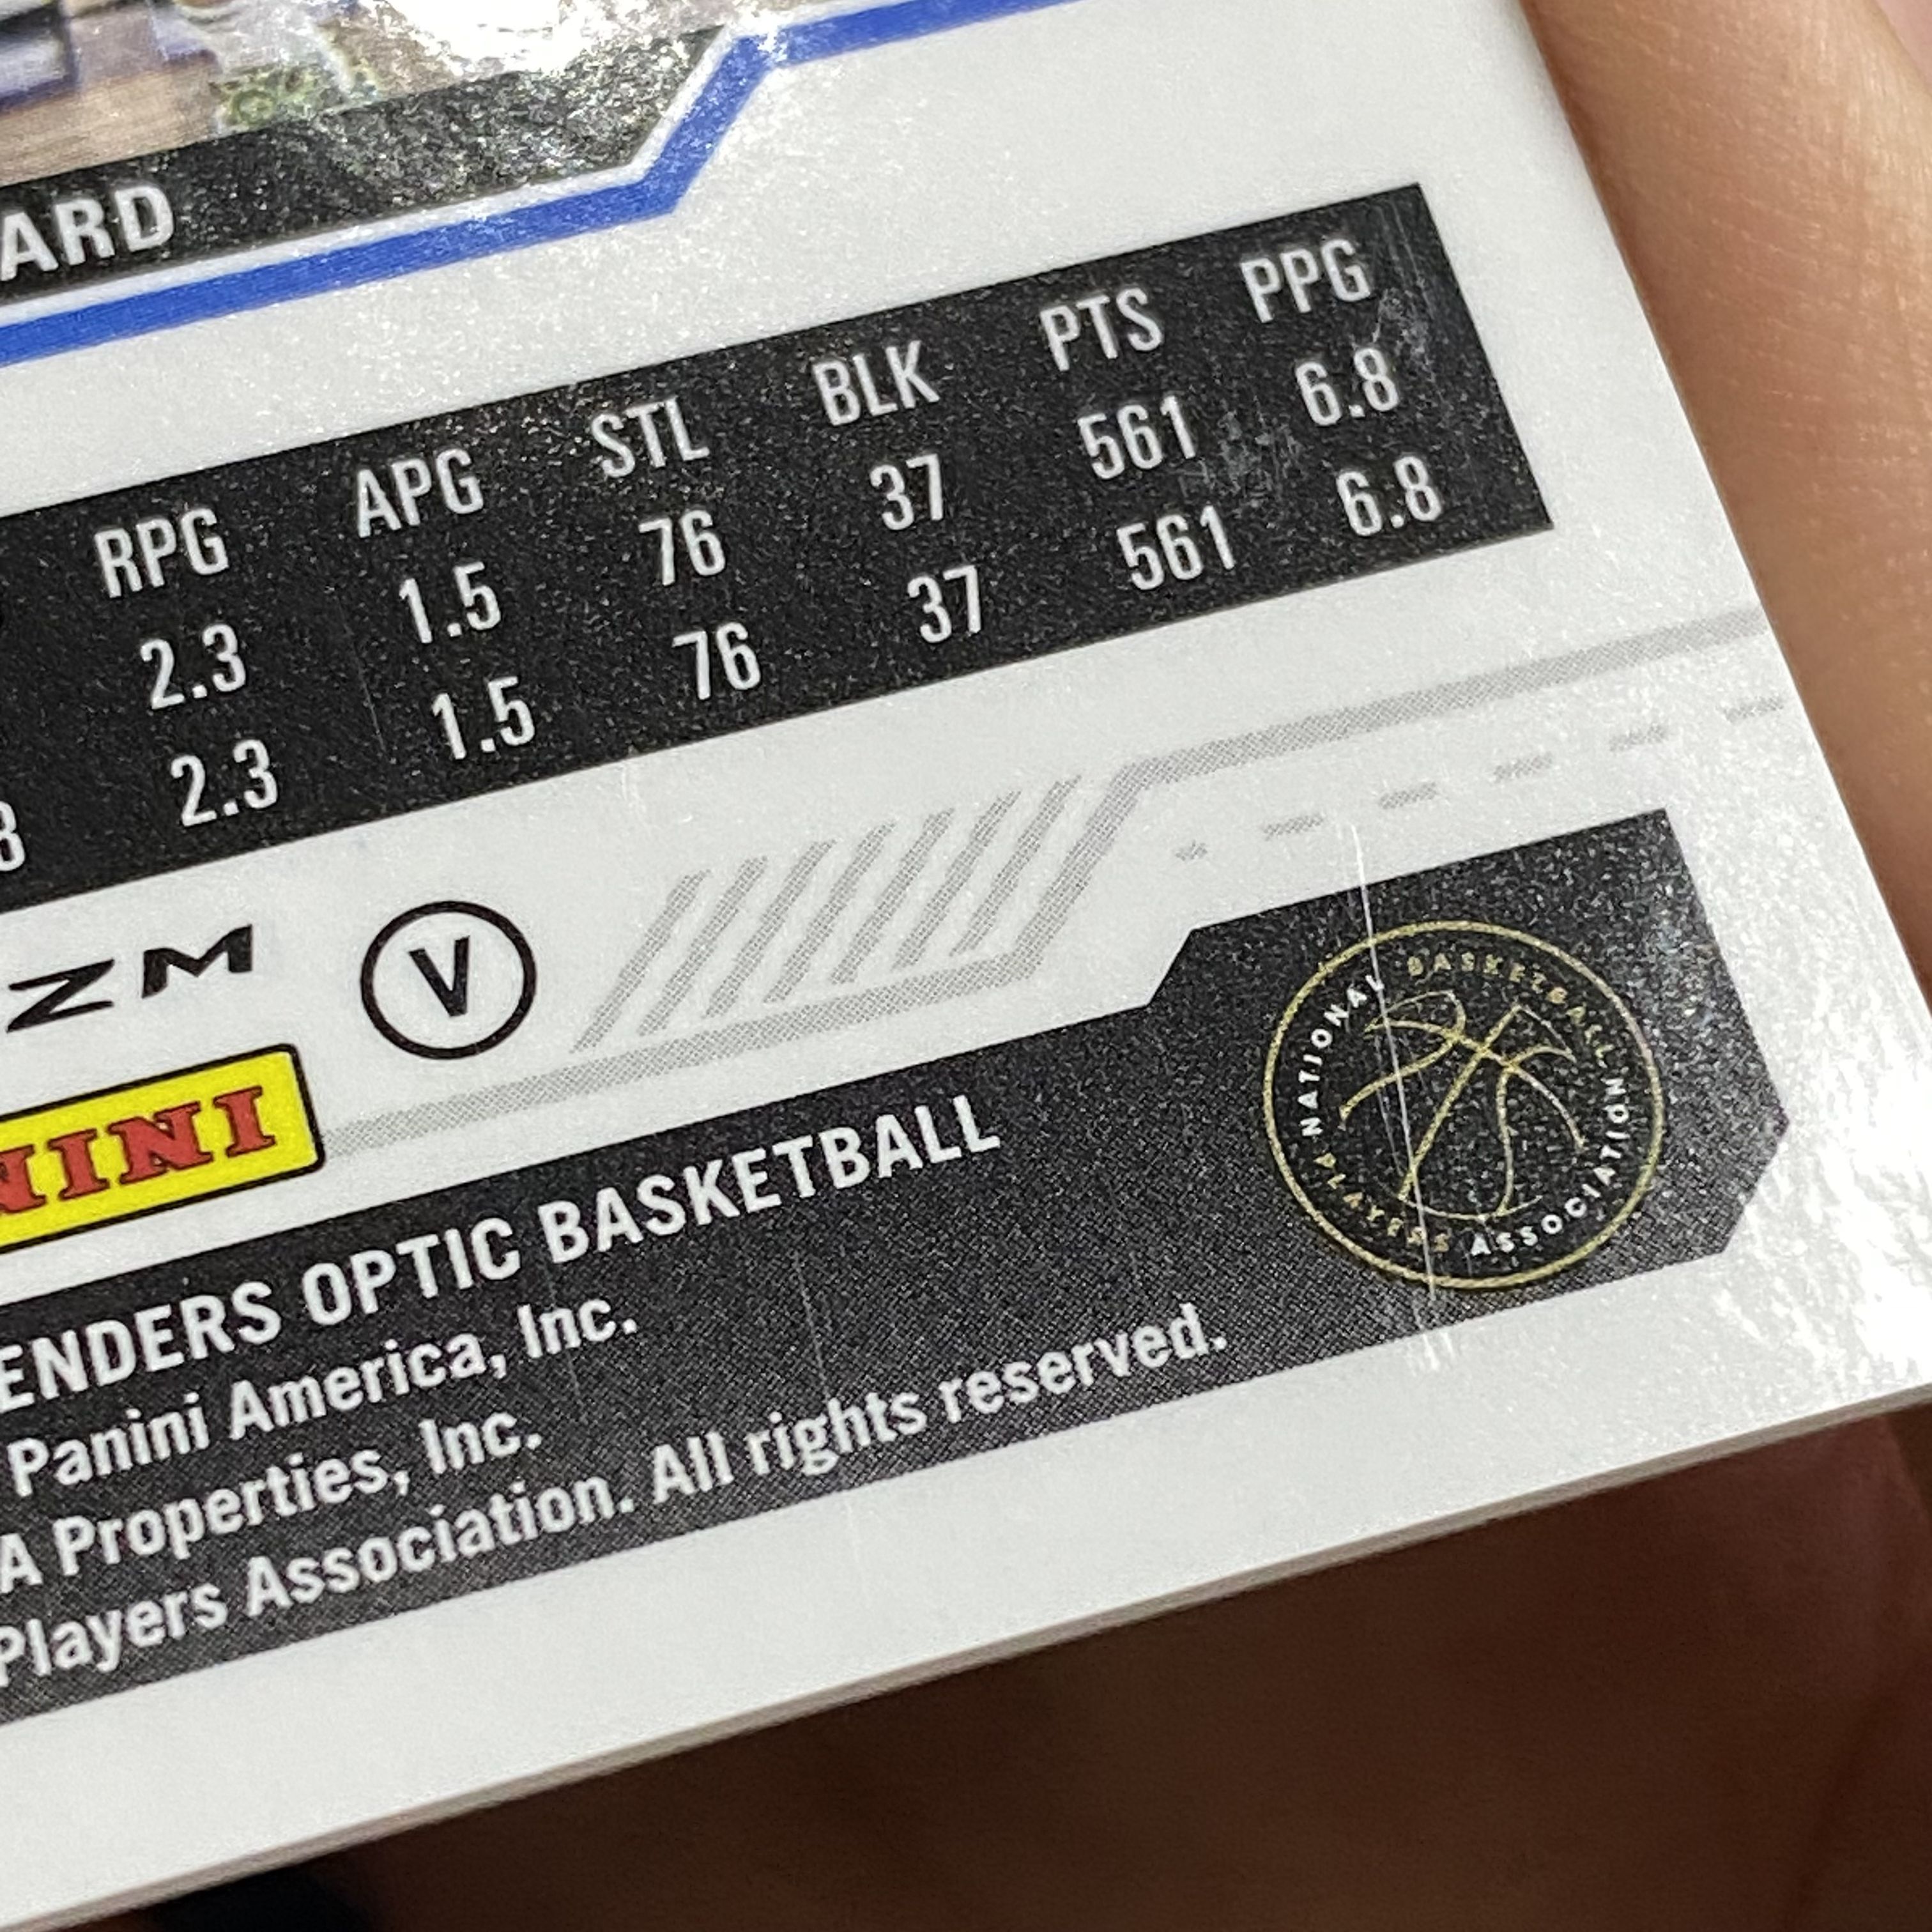 ARD
RPG APG STL BLK PTS PPG
2.3 1.5 76 37 561 6.8
8 2.3 1.5 76 37 561 6.8
ZM V
NINI
NATIONAL BASKETBALL PLAYERS ASSOCIATION
ENDERS OPTIC BASKETBALL
Panini America, Inc.
A Properties, Inc.
Players Association. All rights reserved.